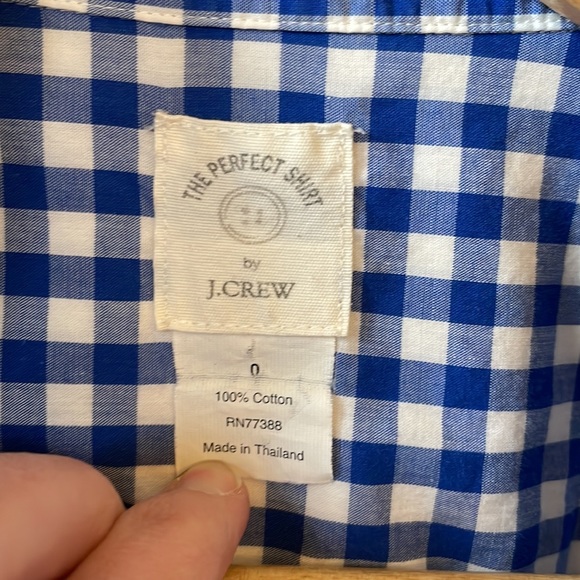 THE PERFECT SHIRT
by
J.CREW
0
100% Cotton
RN77388
Made in Thailand